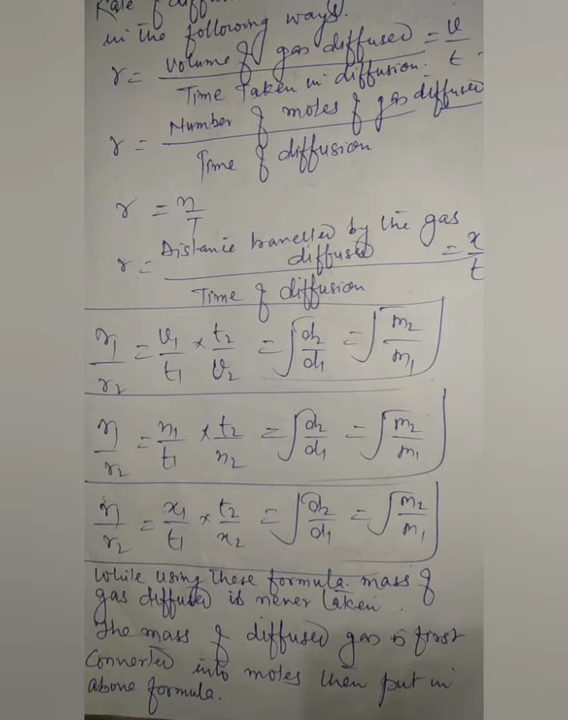 Rate of diffu
in the following ways.
r = Volume of gas diffused / Time Taken in diffusion. = v/t
r = Number of moles of gas diffused / Time of diffusion
r = n/T
r = Distance travelled by the gas diffused / Time of diffusion = x/t
r1/r2 = v1/t1 × t2/v2 = √d2/d1 = √m2/m1
r1/r2 = n1/t1 × t2/n2 = √d2/d1 = √m2/m1
r1/r2 = x1/t1 × t2/x2 = √d2/d1 = √m2/m1
While using these formula. mass of
gas diffused is never taken.
The mass of diffused gas is first
Converted into moles then put in
above formula.